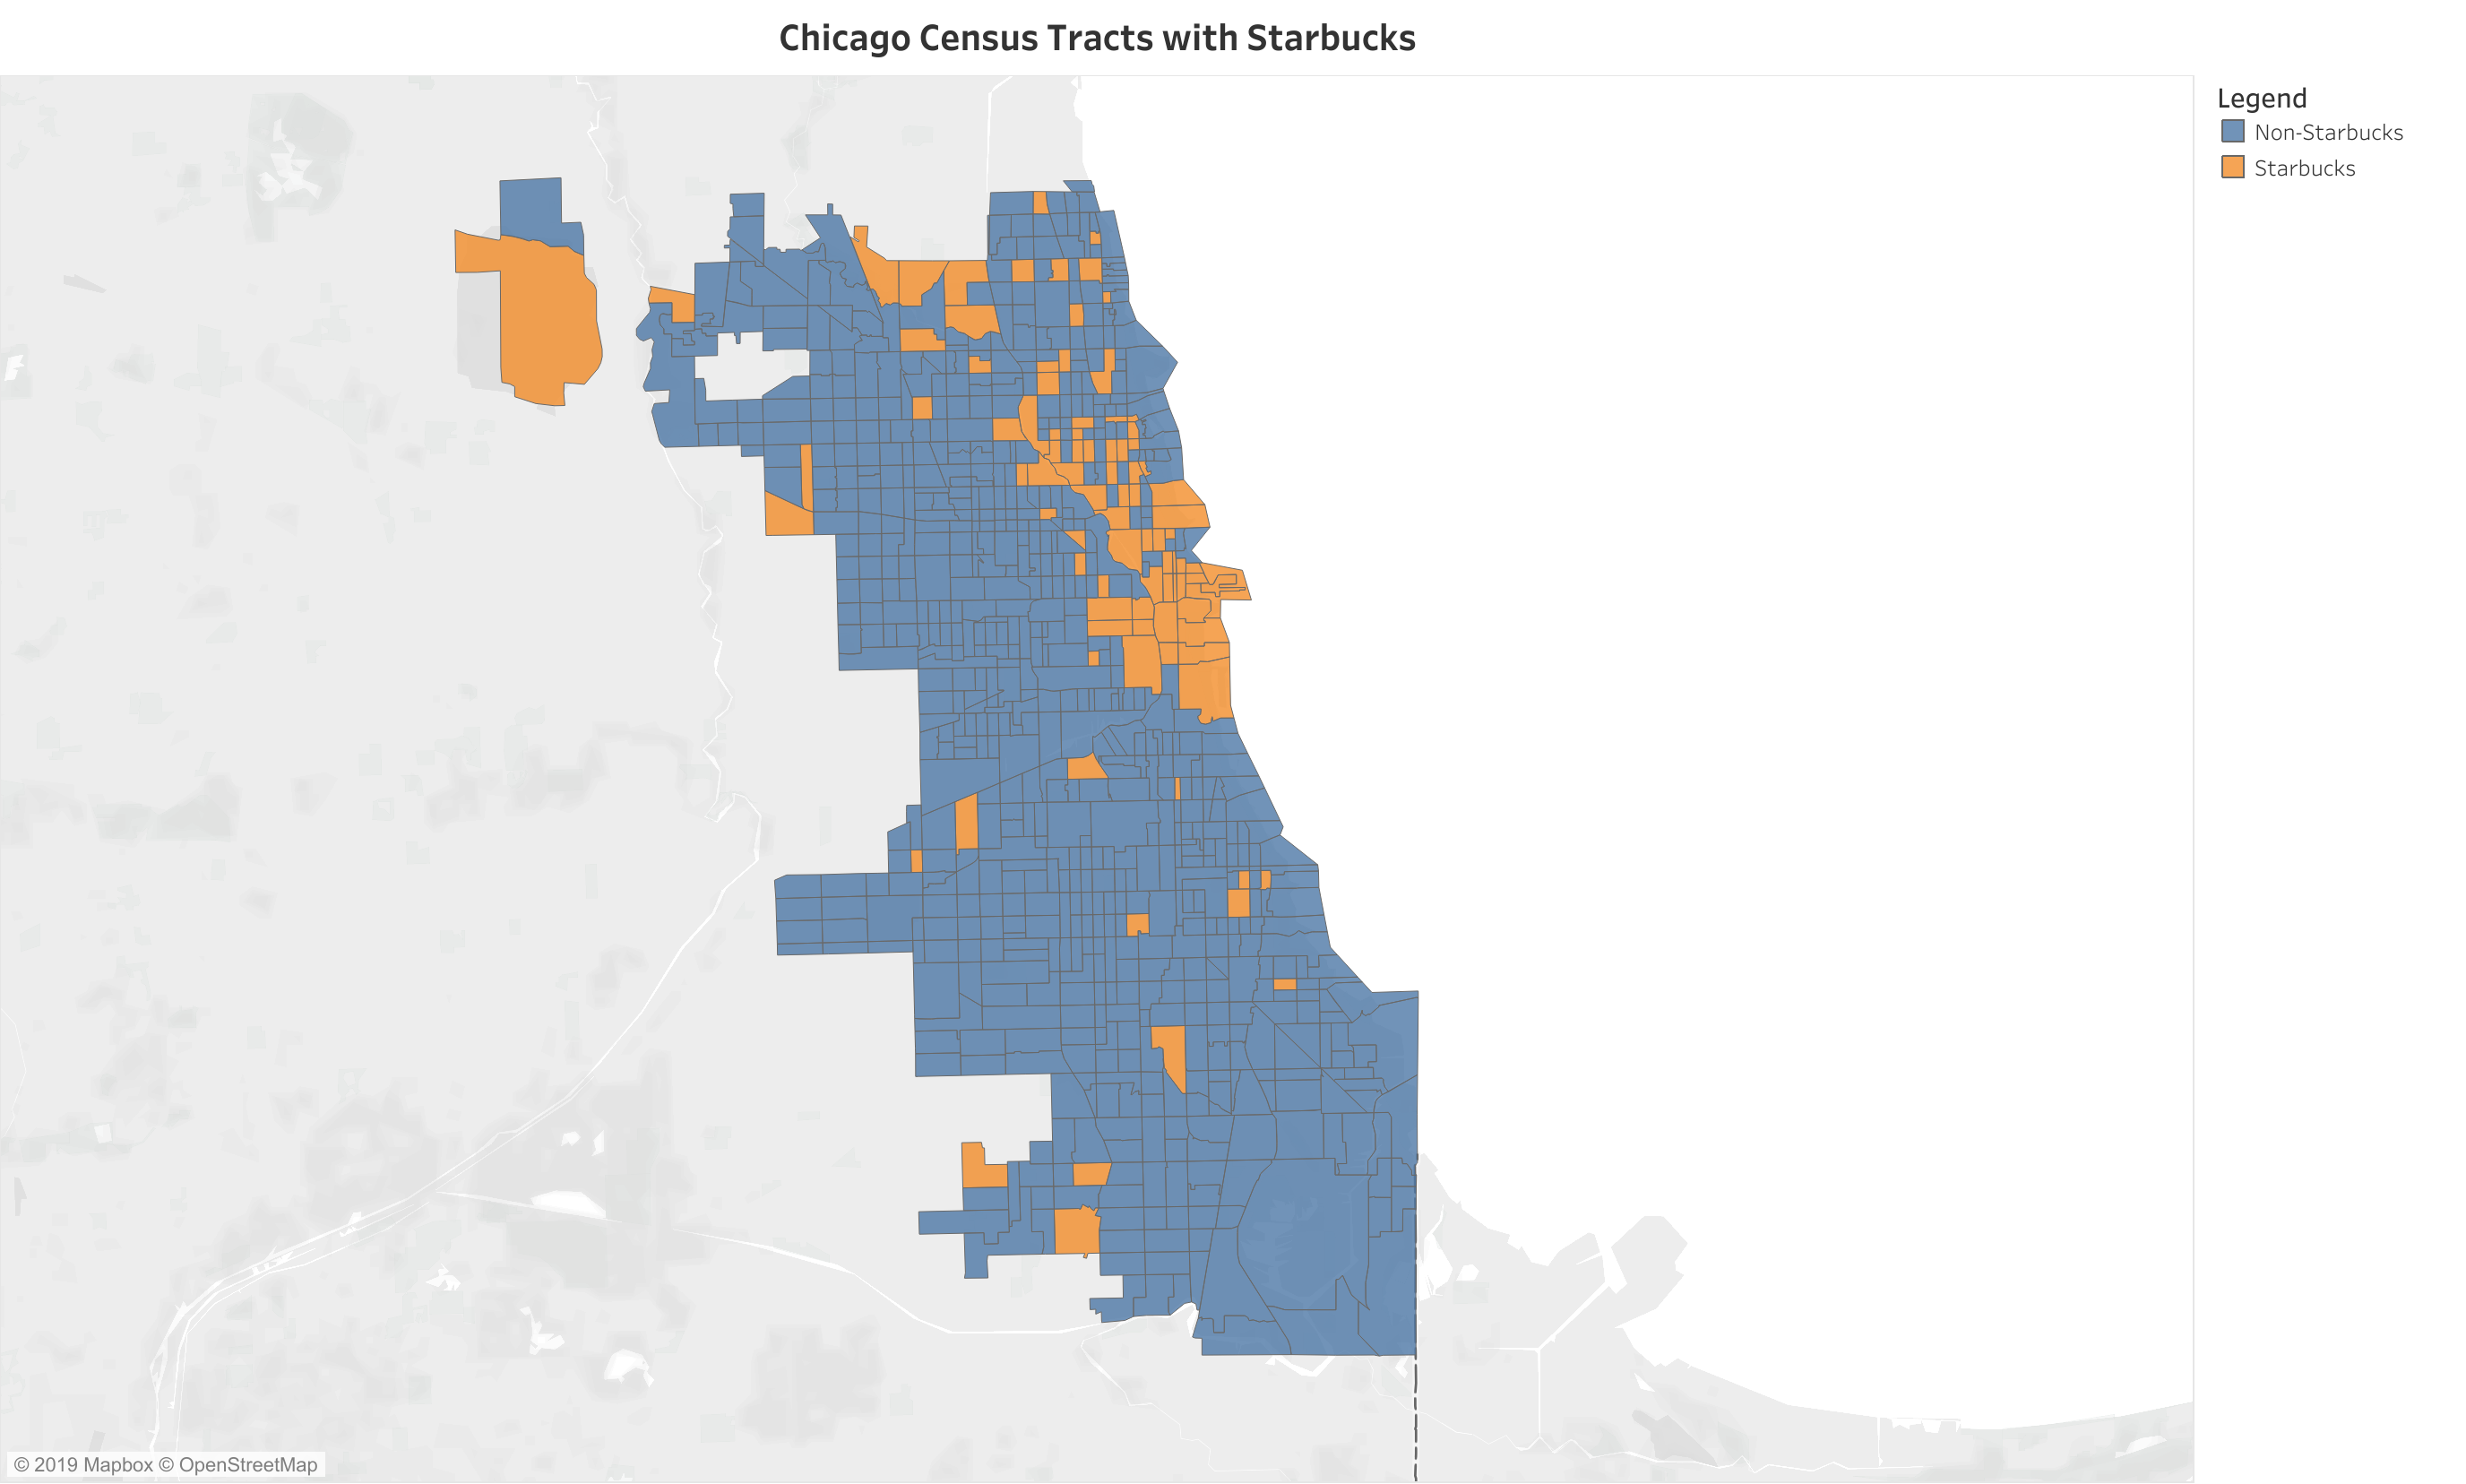 Chicago Census Tracts with Starbucks
Legend
Non-Starbucks
Starbucks
© 2019 Mapbox © OpenStreetMap